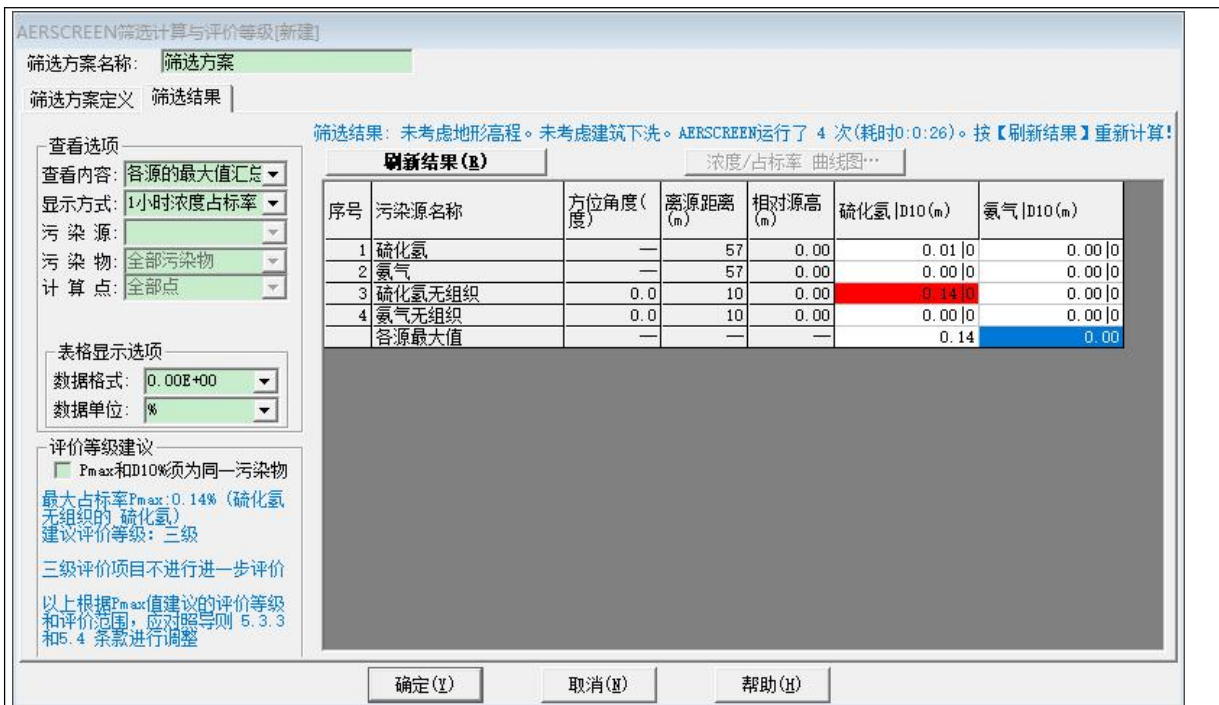 AERSCREEN筛选计算与评价等级[新建]
筛选方案名称: 筛选方案
筛选方案定义 筛选结果
筛选结果: 未考虑地形高程。未考虑建筑下洗。AERSCREEN运行了 4 次(耗时0:0:26)。按【刷新结果】重新计算!
查看选项
查看内容: 各源的最大值汇总
显示方式: 1小时浓度占标率
污 染 源:
污 染 物: 全部污染物
计 算 点: 全部点
表格显示选项
数据格式: 0.00E+00
数据单位: %
评价等级建议
Pmax和D10%须为同一污染物
最大占标率Pmax:0.14% (硫化氢
无组织的 硫化氢)
建议评价等级: 三级
三级评价项目不进行进一步评价
以上根据Pmax值建议的评价等级
和评价范围,应对照导则 5.3.3
和5.4 条款进行调整
刷新结果(R) 浓度/占标率 曲线图…
序号 污染源名称 方位角度(度) 离源距离(m) 相对源高(m) 硫化氢|D10(m) 氨气|D10(m)
1 硫化氢 — 57 0.00 0.01|0 0.00|0
2 氨气 — 57 0.00 0.00|0 0.00|0
3 硫化氢无组织 0.0 10 0.00 0.14|0 0.00|0
4 氨气无组织 0.0 10 0.00 0.00|0 0.00|0
各源最大值 — — — 0.14 0.00
确定(Y) 取消(N) 帮助(H)